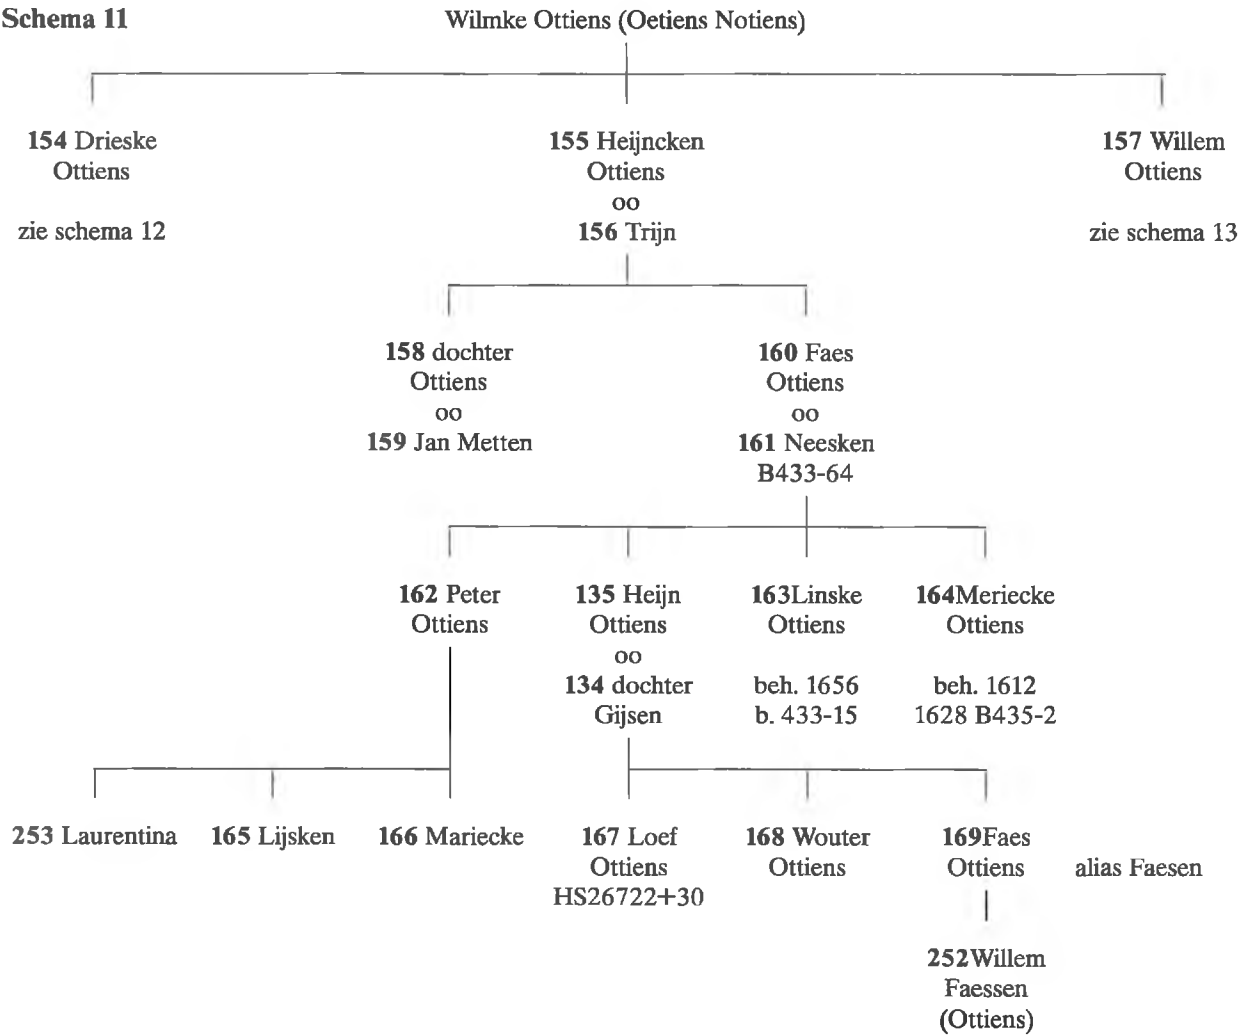 Schema 11
Wilmke Ottiens (Oetiens Notiens)
154 Drieske
Ottiens
zie schema 12
155 Heijncken
Ottiens
oo
156 Trijn
157 Willem
Ottiens
zie schema 13
158 dochter
Ottiens
oo
159 Jan Metten
160 Faes
Ottiens
oo
161 Neesken
B433-64
162 Peter
Ottiens
135 Heijn
Ottiens
oo
134 dochter
Gijsen
163Linske
Ottiens
beh. 1656
b. 433-15
164Meriecke
Ottiens
beh. 1612
1628 B435-2
253 Laurentina
165 Lijsken
166 Mariecke
167 Loef
Ottiens
HS26722+30
168 Wouter
Ottiens
169Faes
Ottiens
alias Faesen
252Willem
Faessen
(Ottiens)